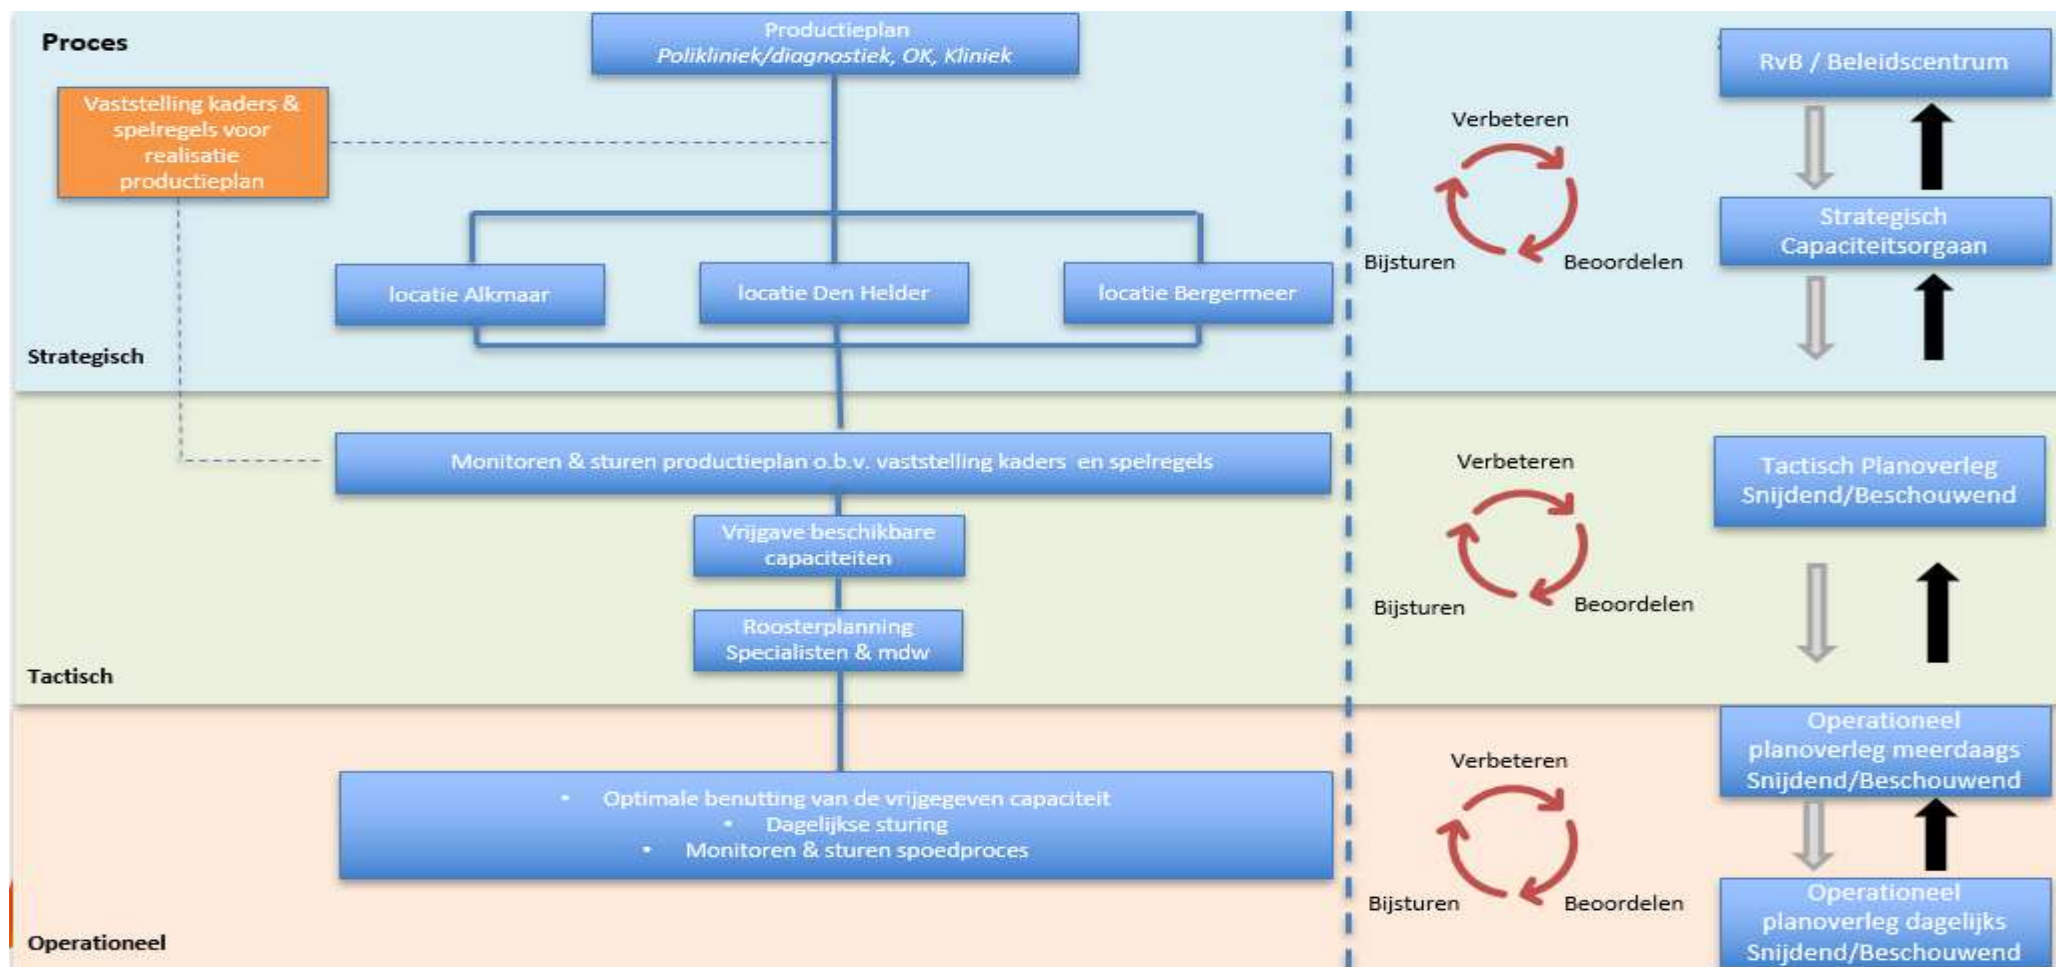 Proces
Productieplan
Polikliniek/diagnostiek, OK, Kliniek
Vaststelling kaders &
spelregels voor
realisatie
productieplan
locatie Alkmaar
locatie Den Helder
locatie Bergermeer
Strategisch
Verbeteren
Bijsturen
Beoordelen
RvB / Beleidscentrum
Strategisch
Capaciteitsorgaan
Monitoren & sturen productieplan o.b.v. vaststelling kaders en spelregels
Vrijgave beschikbare
capaciteiten
Roosterplanning
Specialisten & mdw
Tactisch
Verbeteren
Bijsturen
Beoordelen
Tactisch Planoverleg
Snijdend/Beschouwend
• Optimale benutting van de vrijgegeven capaciteit
• Dagelijkse sturing
• Monitoren & sturen spoedproces
Operationeel
Verbeteren
Bijsturen
Beoordelen
Operationeel
planoverleg meerdaags
Snijdend/Beschouwend
Operationeel
planoverleg dagelijks
Snijdend/Beschouwend